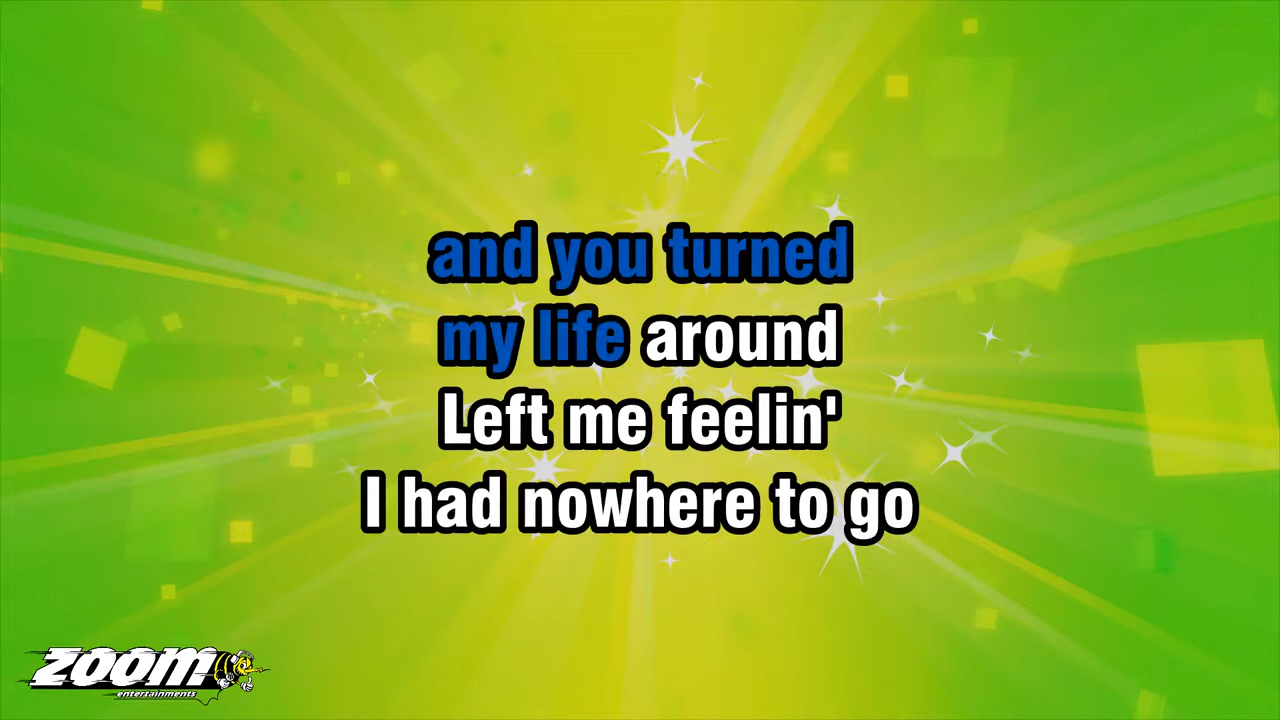 and you turned
my life around
Left me feelin'
I had nowhere to go
ZOOM
entertainments